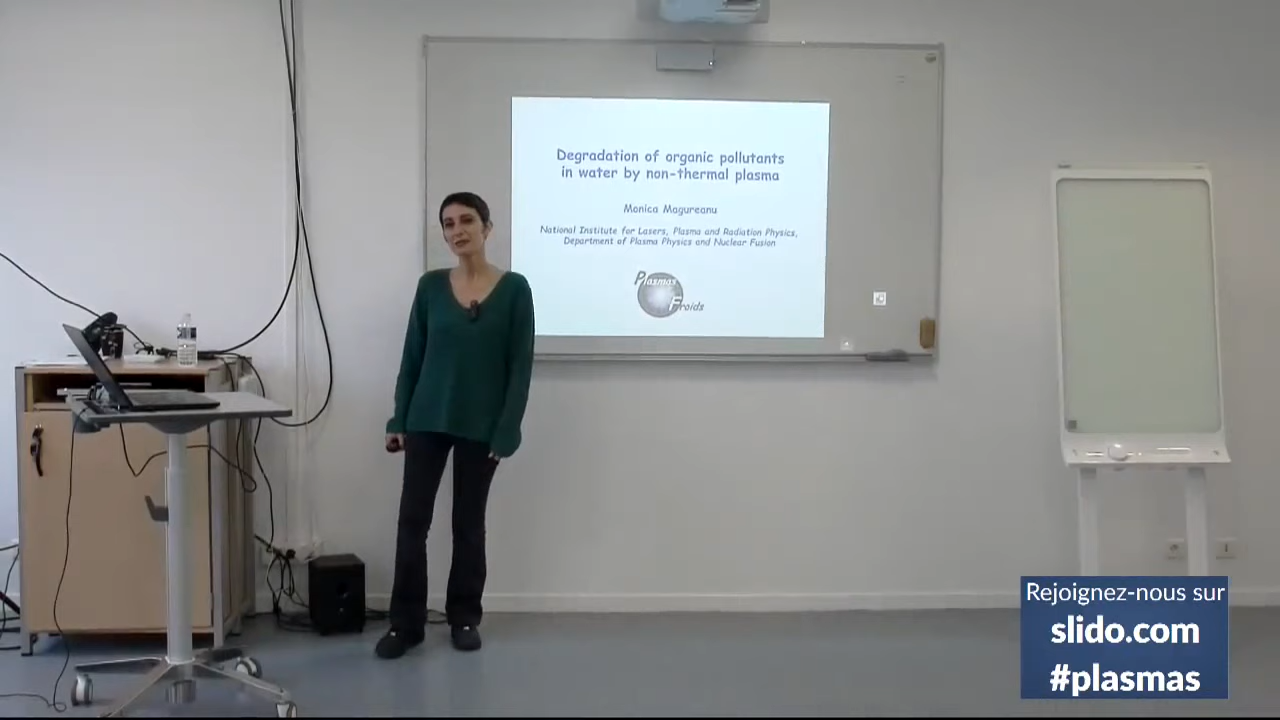 Degradation of organic pollutants
in water by non-thermal plasma
Monica Magureanu
National Institute for Lasers, Plasma and Radiation Physics,
Department of Plasma Physics and Nuclear Fusion
Plasmas
Froids
Rejoignez-nous sur
slido.com
#plasmas